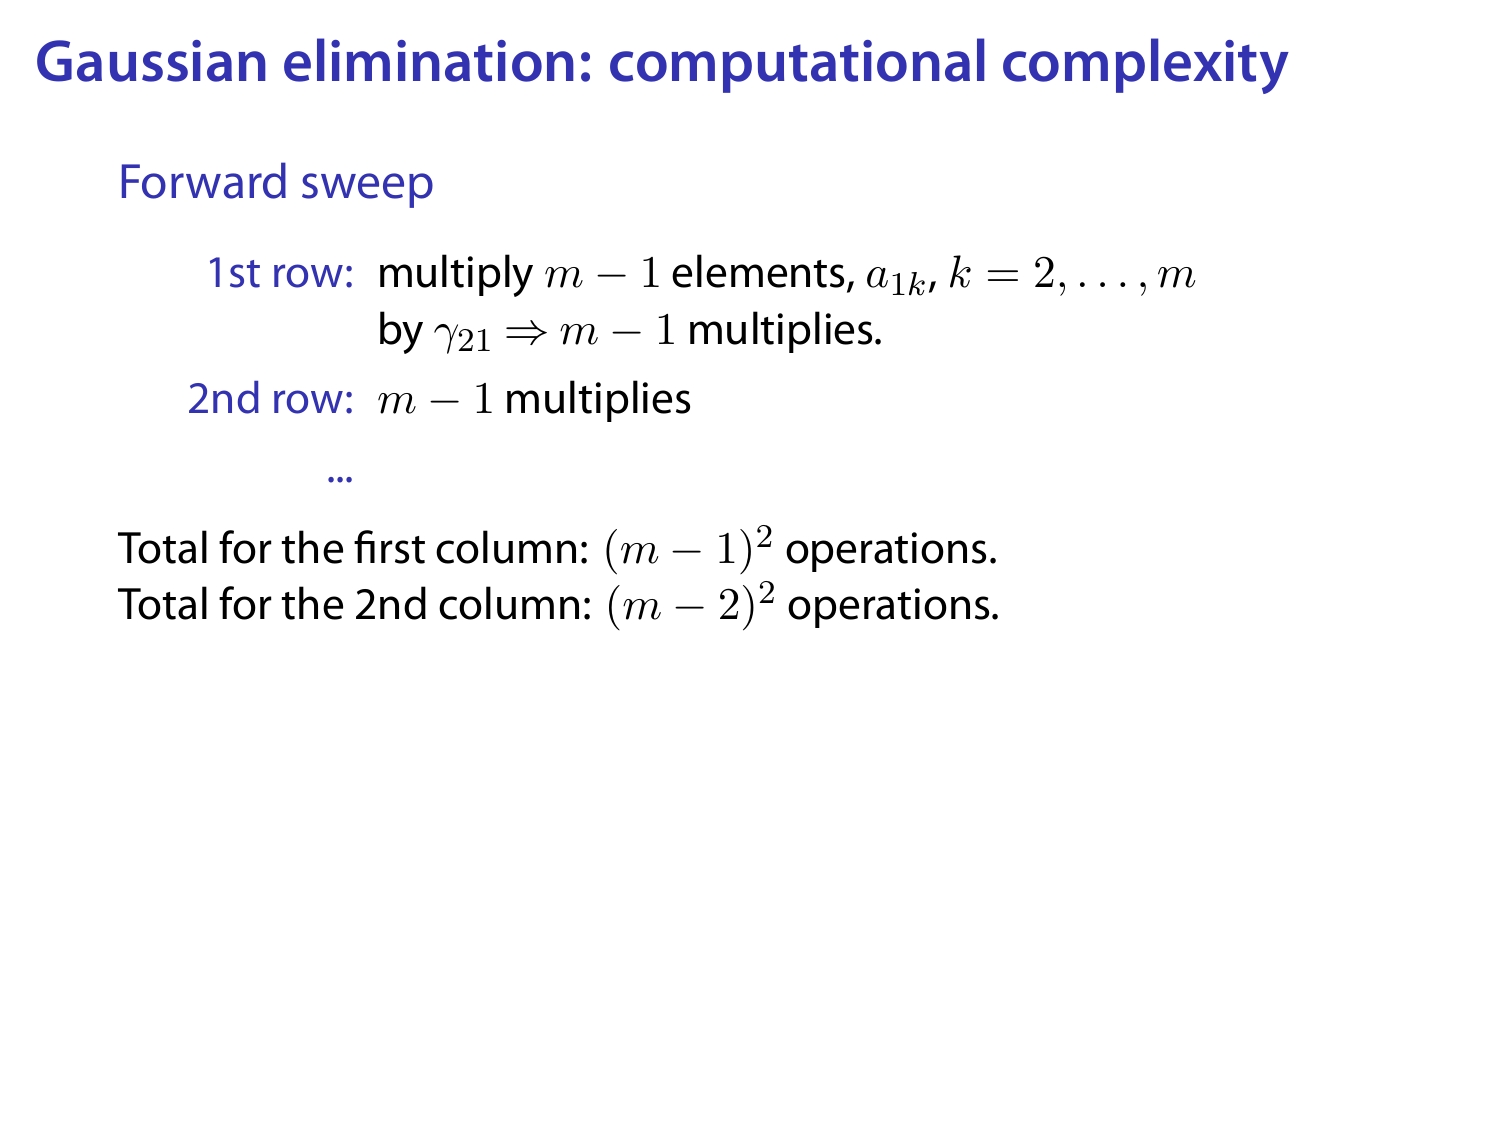 Gaussian elimination: computational complexity
Forward sweep
1st row: multiply m − 1 elements, a₁ₖ, k = 2, . . . , m
by γ₂₁ ⇒ m − 1 multiplies.
2nd row: m − 1 multiplies
...
Total for the first column: (m − 1)² operations.
Total for the 2nd column: (m − 2)² operations.